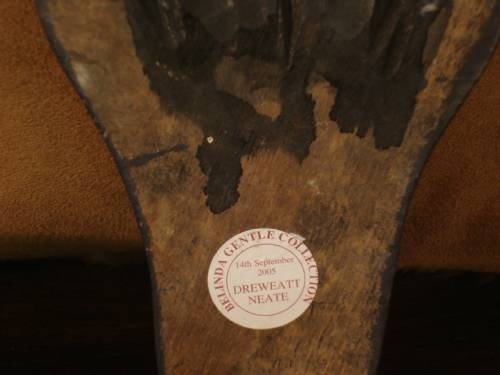 BELINDA GENTLE COLLECTION
14th September
2005
DREWEATT
NEATE